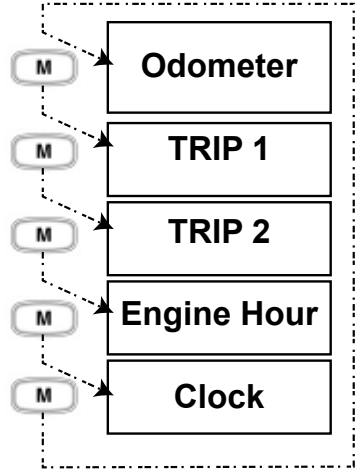 M
Odometer
M
TRIP 1
M
TRIP 2
M
Engine Hour
M
Clock